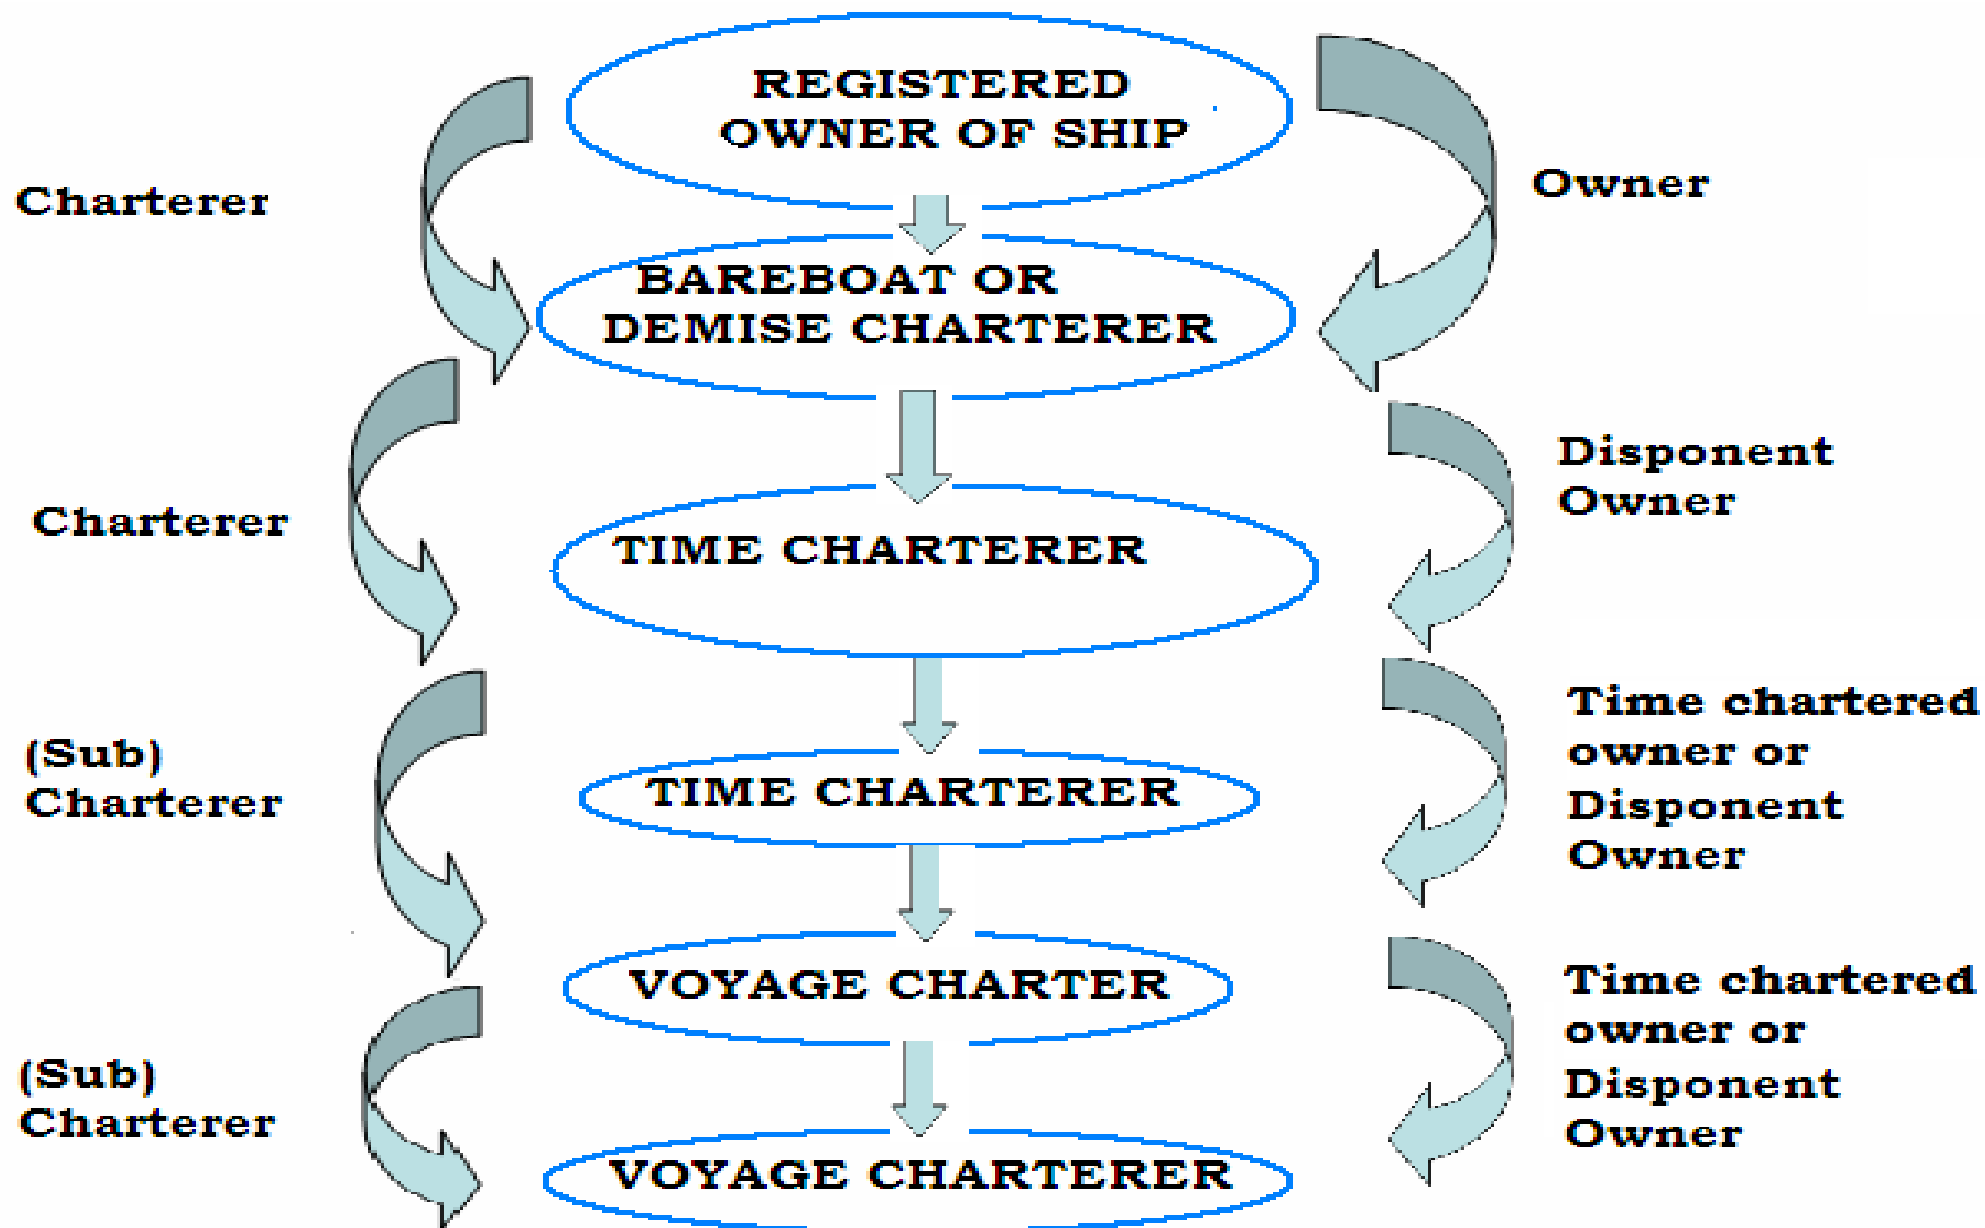 REGISTERED
OWNER OF SHIP
Charterer
Owner
BAREBOAT OR
DEMISE CHARTERER
Charterer
Disponent
Owner
TIME CHARTERER
(Sub)
Charterer
Time chartered
owner or
Disponent
Owner
TIME CHARTERER
VOYAGE CHARTER
(Sub)
Charterer
Time chartered
owner or
Disponent
Owner
VOYAGE CHARTERER